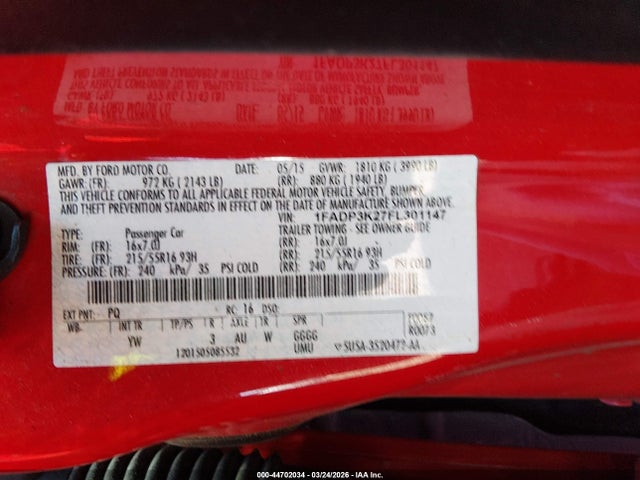 MFD. BY FORD MOTOR CO. DATE: 05/15 GVWR: 1810 KG ( 3990 LB)
GAWR:(FR): 972 KG ( 2143 LB) (RR): 880 KG ( 1940 LB)
THIS VEHICLE CONFORMS TO ALL APPLICABLE FEDERAL MOTOR VEHICLE SAFETY, BUMPER,
AND THEFT PREVENTION STANDARDS IN EFFECT ON THE DATE OF MANUFACTURE SHOWN ABOVE.
VIN: 1FADP3K27FL301147
TYPE: Passenger Car TRAILER TOWING - SEE OWNER GUIDE
RIM: (FR) 16x7.0J (RR): 16x7.0J
TIRE: (FR) 215/55R16 93H (RR): 215/55R16 93H
PRESSURE: (FR) 240 kPa/ 35 PSI COLD (RR): 240 kPa/ 35 PSI COLD
EXT PNT: PQ RC: 16 DSO:
WB INT TR TP/PS R AXLE TR SPR
YW 3 AU W GGGG
1201505085532 UMU R0073
5U5A-3520472-AA
000-44702034 - 03/24/2026 - IAA Inc.